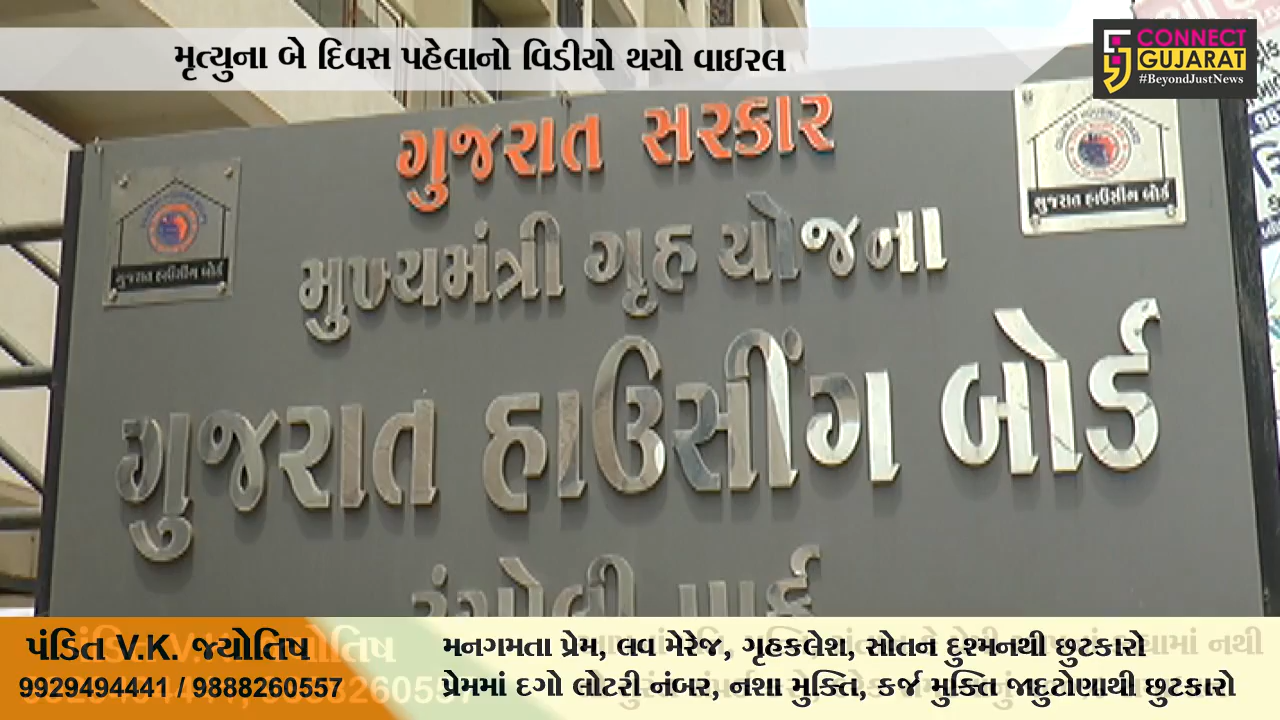 મૃત્યુના બે દિવસ પહેલાનો વિડીયો થયો વાઇરલ
CONNECT
GUJARAT
#BeyondJustNews
ગુજરાત સરકાર
મુખ્યમંત્રી ગૃહ યોજના
ગુજરાત હાઉસીંગ બોર્ડ
રંગોલી પાર્ક
ગુજરાત હાઉસીંગ બોર્ડ
ગુજરાત હાઉસીંગ બોર્ડ
પંડિત V.K. જ્યોતિષ
9929494441 / 9888260557
મનગમતા પ્રેમ, લવ મેરેજ, ગૃહકલેશ, સોતન દુશ્મનથી છુટકારો
પ્રેમમાં દગો લોટરી નંબર, નશા મુક્તિ, કર્જ મુક્તિ જાદુટોણાથી છુટકારો